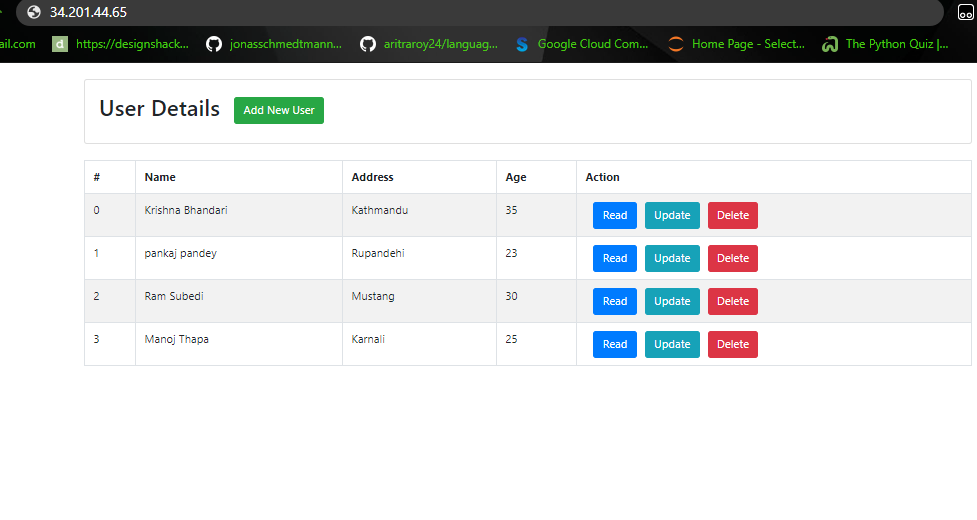 34.201.44.65
ail.com https://designshack... jonasschmedtmann... aritraroy24/languag... Google Cloud Com... Home Page - Select... The Python Quiz |...
User Details Add New User
# Name Address Age Action
0 Krishna Bhandari Kathmandu 35 Read Update Delete
1 pankaj pandey Rupandehi 23 Read Update Delete
2 Ram Subedi Mustang 30 Read Update Delete
3 Manoj Thapa Karnali 25 Read Update Delete